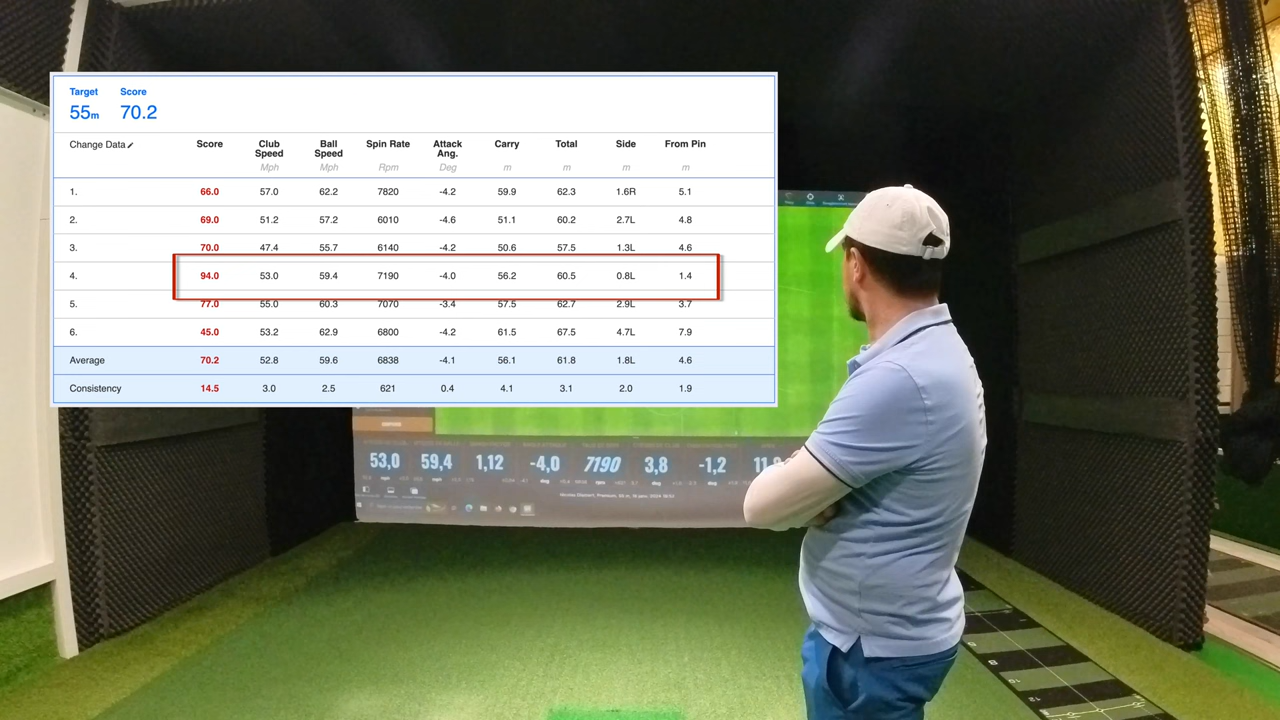 Target Score
55m 70.2
Change Data Score Club Speed Ball Speed Spin Rate Attack Ang. Carry Total Side From Pin
Mph Mph Rpm Deg m m m m
1. 66.0 57.0 62.2 7820 -4.2 59.9 62.3 1.6R 5.1
2. 69.0 51.2 57.2 6010 -4.6 51.1 60.2 2.7L 4.8
3. 70.0 47.4 55.7 6140 -4.2 50.6 57.5 1.3L 4.6
4. 94.0 53.0 59.4 7190 -4.0 56.2 60.5 0.8L 1.4
5. 77.0 55.0 60.3 7070 -3.4 57.5 62.7 2.9L 3.7
6. 45.0 53.2 62.9 6800 -4.2 61.5 67.5 4.7L 7.9
Average 70.2 52.8 59.6 6838 -4.1 56.1 61.8 1.8L 4.6
Consistency 14.5 3.0 2.5 621 0.4 4.1 3.1 2.0 1.9
53,0 59,4 1,12 -4,0 7190 3,8 -1,2